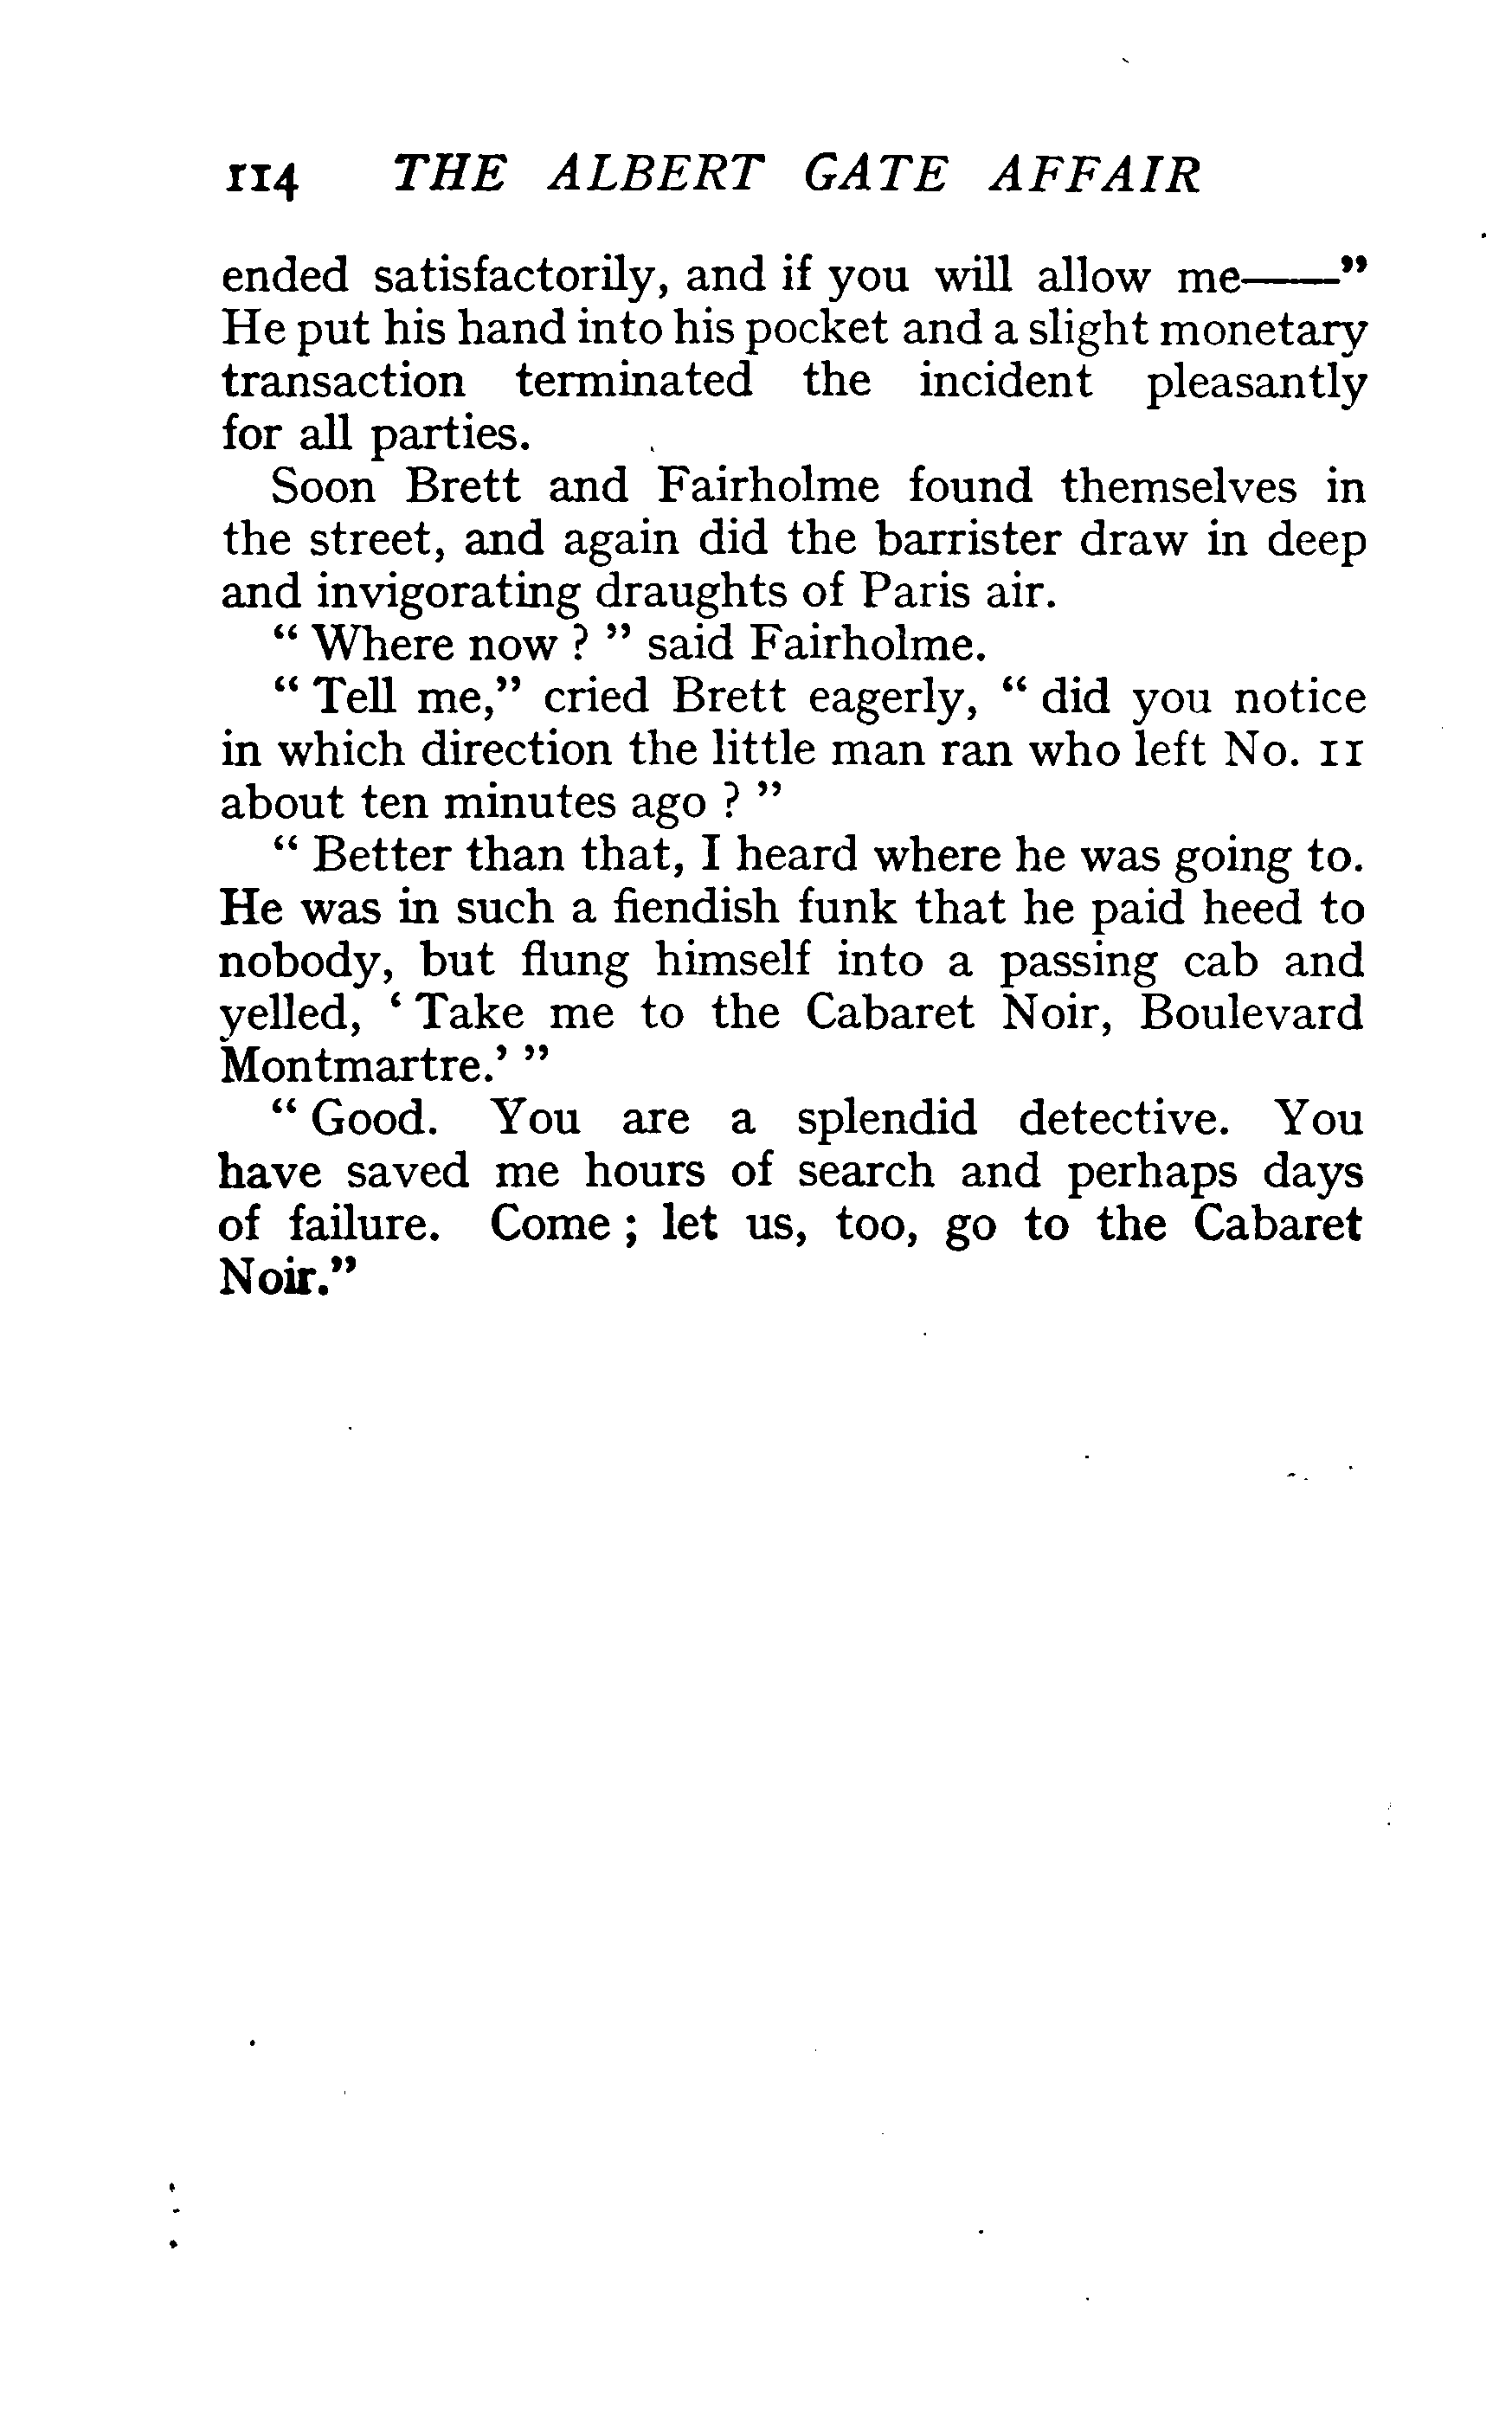 114 THE ALBERT GATE AFFAIR
ended satisfactorily, and if you will allow me——”
He put his hand into his pocket and a slight monetary
transaction terminated the incident pleasantly
for all parties.
Soon Brett and Fairholme found themselves in
the street, and again did the barrister draw in deep
and invigorating draughts of Paris air.
“ Where now ? ” said Fairholme.
“ Tell me,” cried Brett eagerly, “ did you notice
in which direction the little man ran who left No. 11
about ten minutes ago ? ”
“ Better than that, I heard where he was going to.
He was in such a fiendish funk that he paid heed to
nobody, but flung himself into a passing cab and
yelled, ‘ Take me to the Cabaret Noir, Boulevard
Montmartre.’ ”
“ Good. You are a splendid detective. You
have saved me hours of search and perhaps days
of failure. Come ; let us, too, go to the Cabaret
Noir.”